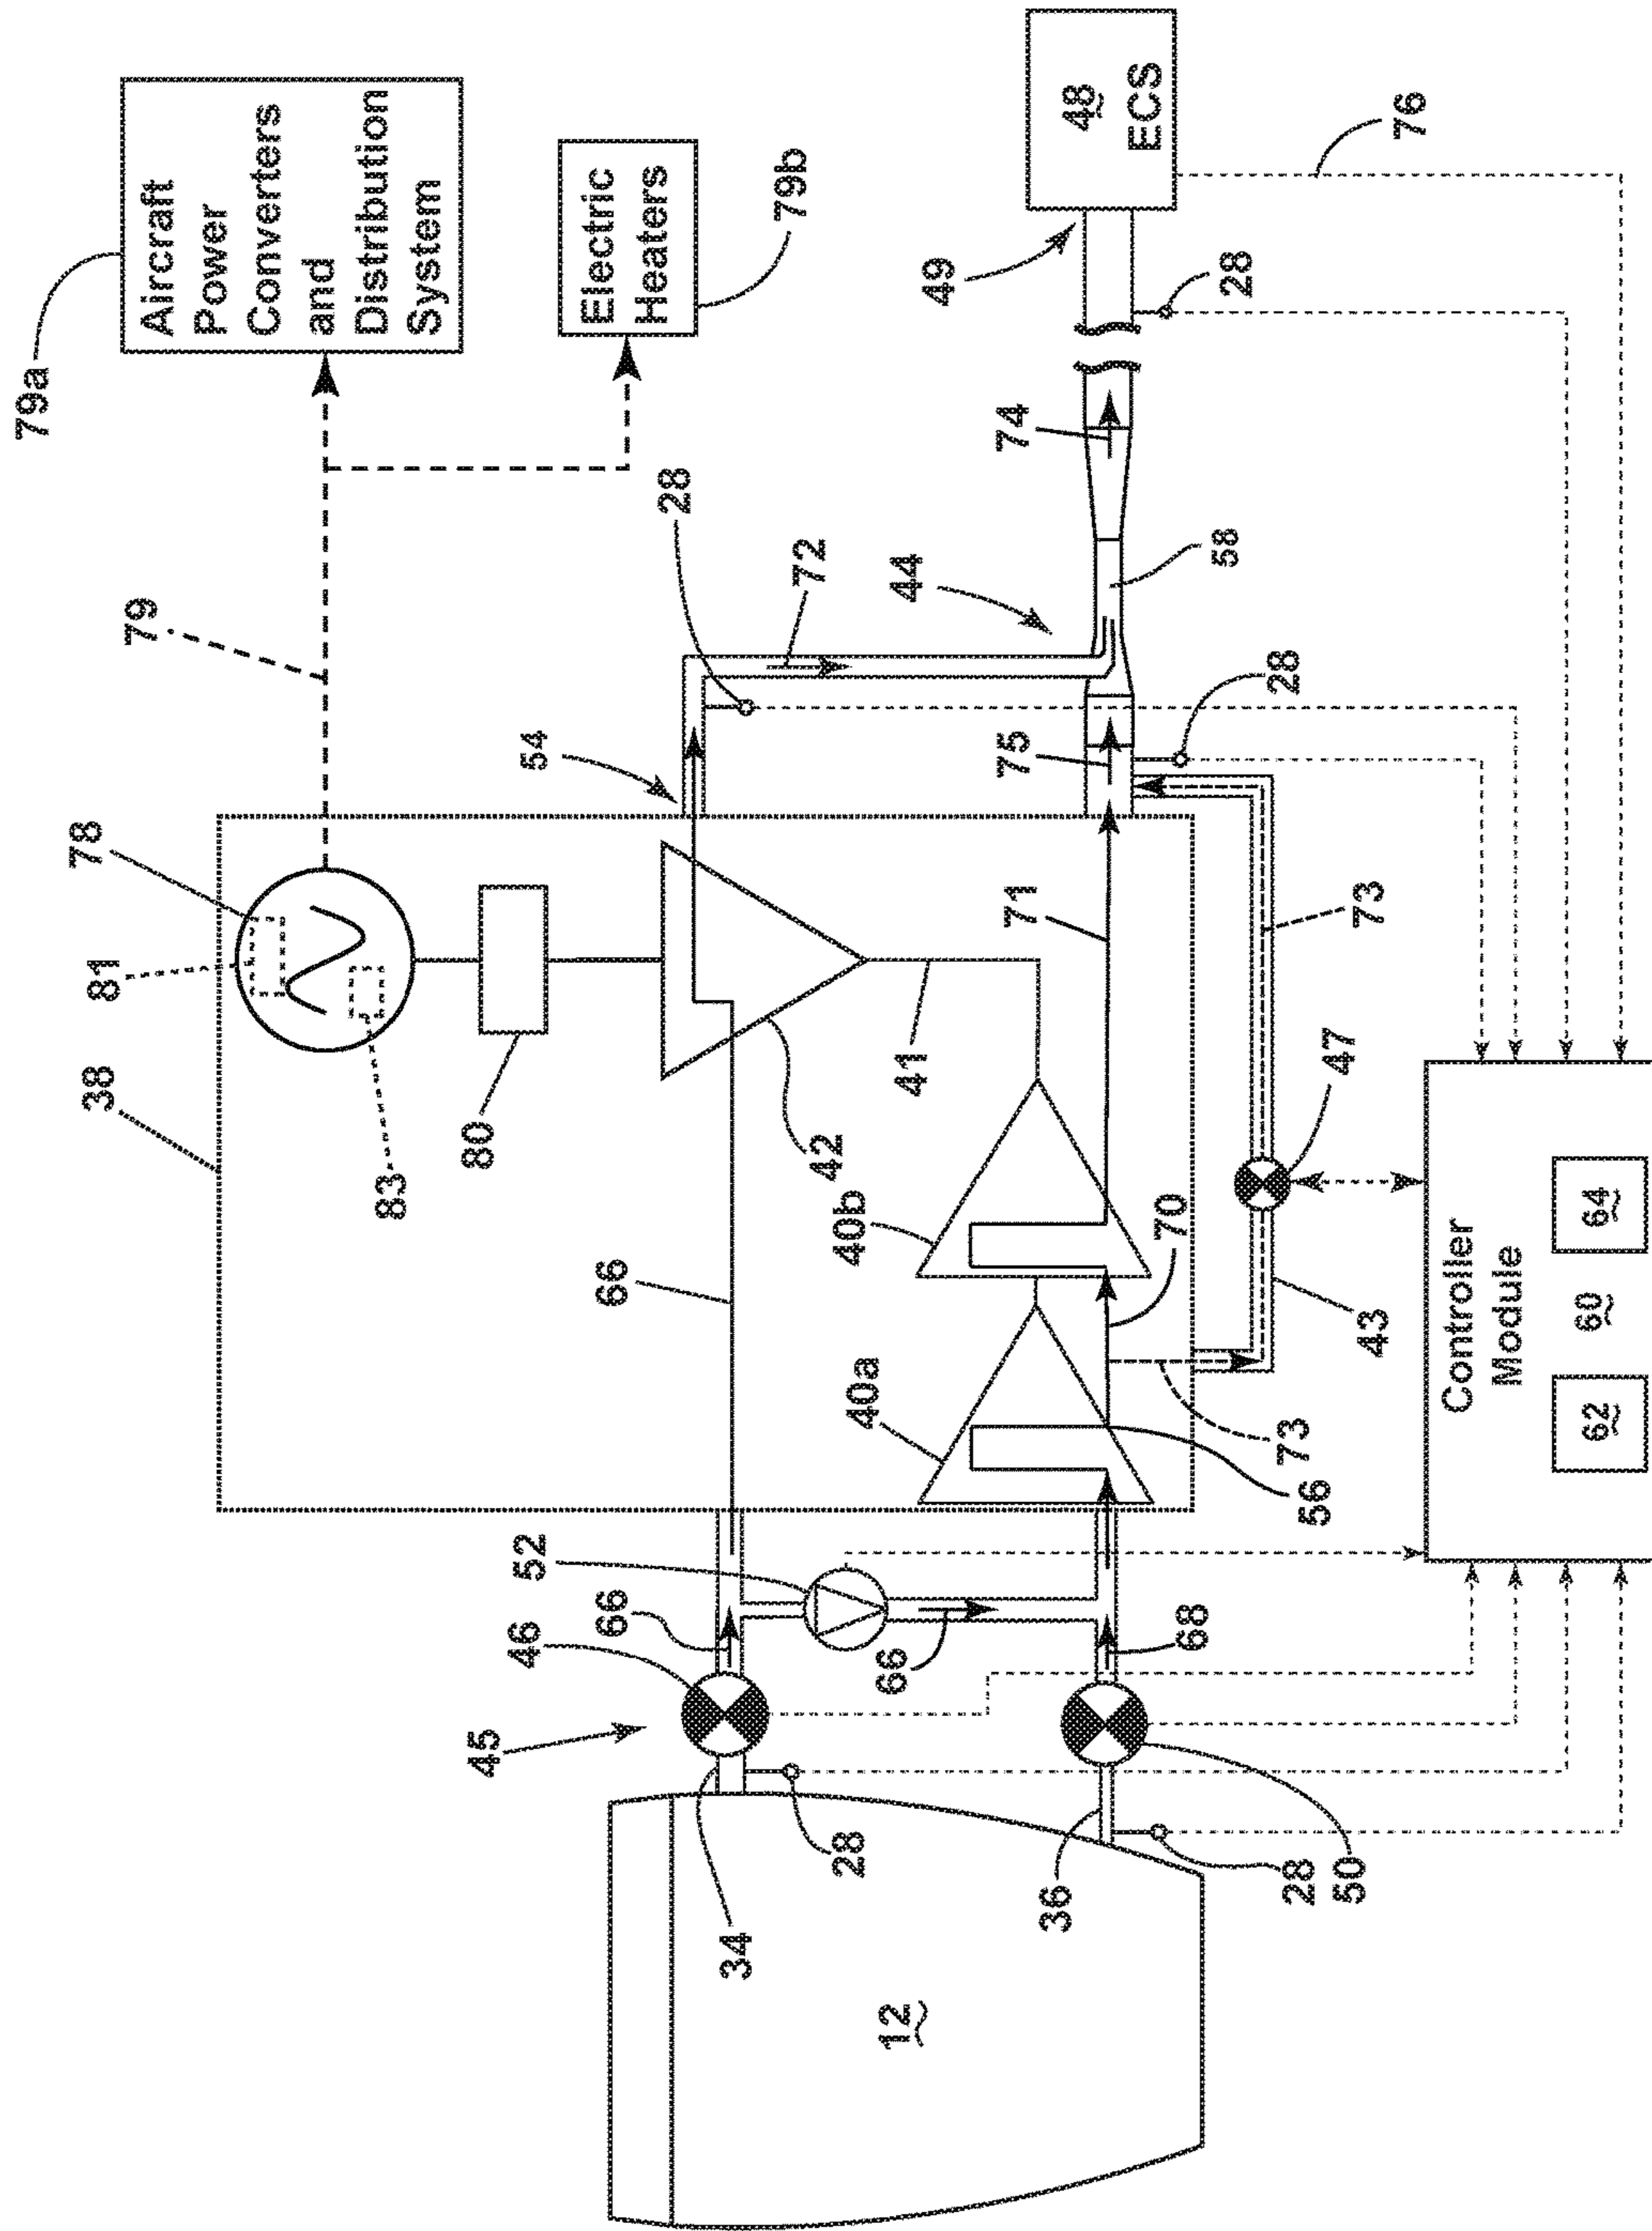 79a
Aircraft
Power
Converters
and
Distribution
System
79
Electric
Heaters
79b
78
81
38
83
80
54
28
72
44
49
48
ECS
76
28
74
58
75
28
42
41
66
71
73
40b
40a
70
47
43
73
56
52
66
46
45
66
68
34
28
36
28
50
12
Controller
Module
62
60
64